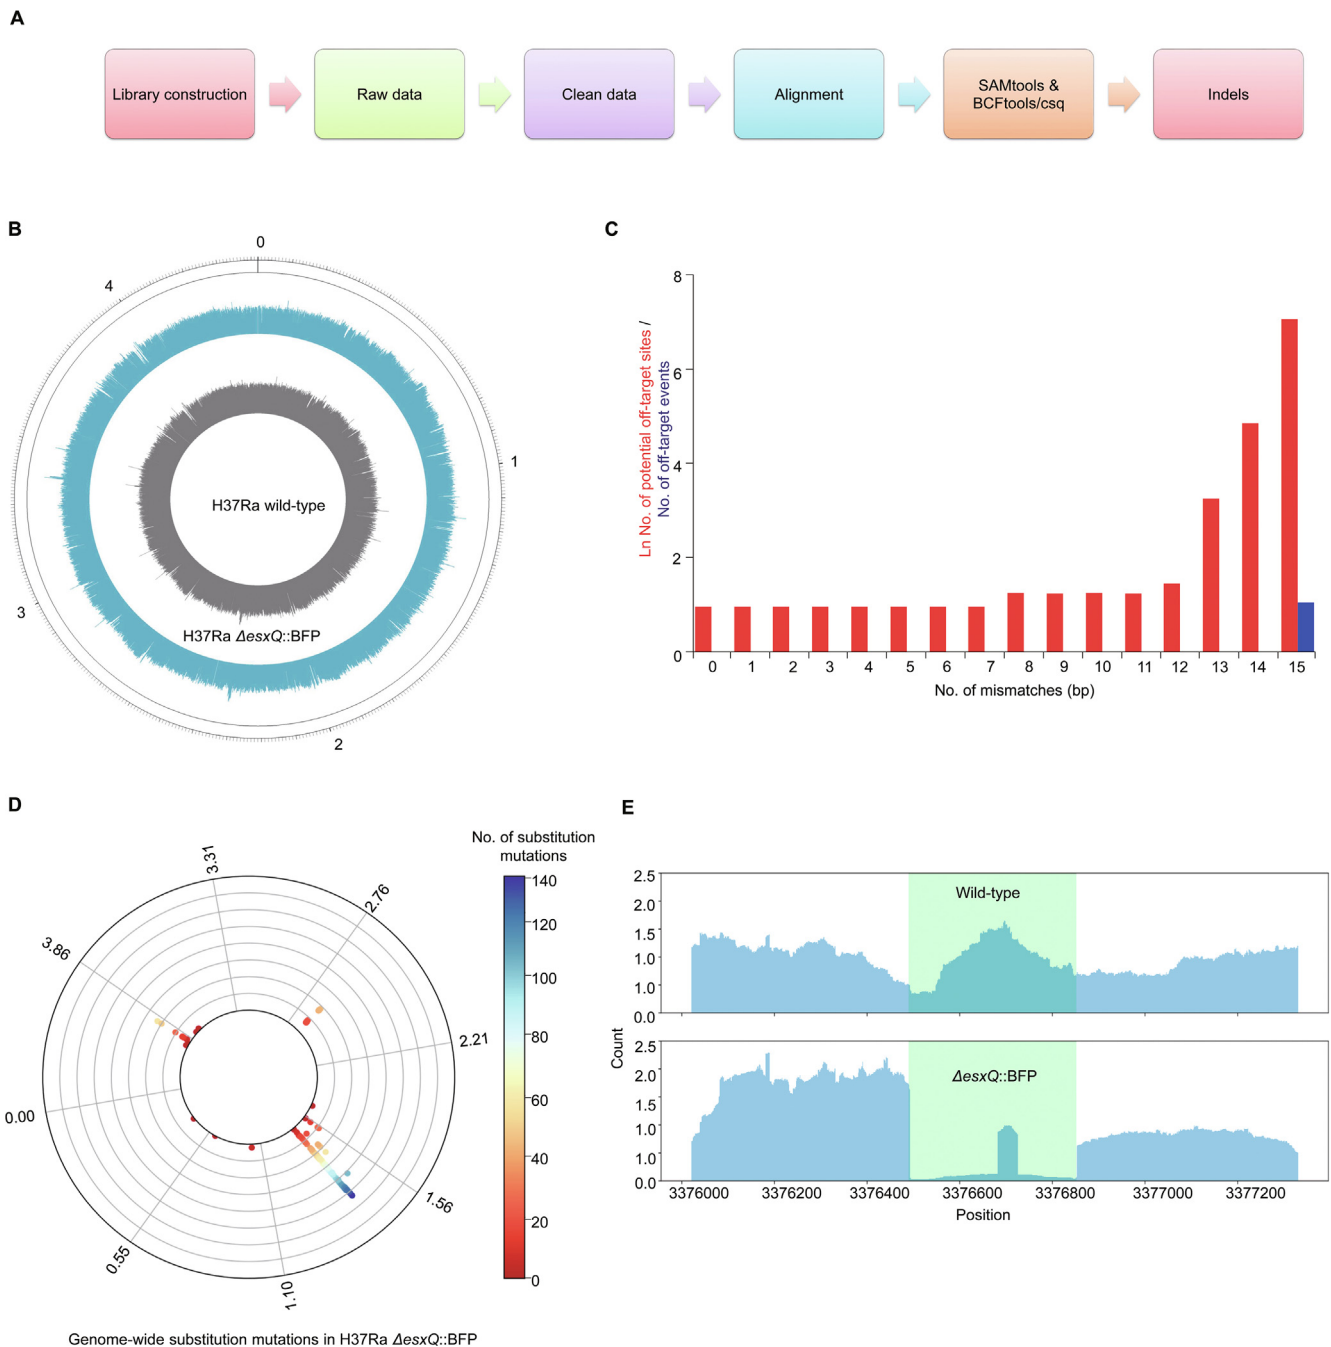 A
Library construction
Raw data
Clean data
Alignment
SAMtools &
BCFtools/csq
Indels
B
0
1
2
3
4
H37Ra wild-type
H37Ra ΔesxQ::BFP
C
Ln No. of potential off-target sites /
No. of off-target events
8
6
4
2
0
0 1 2 3 4 5 6 7 8 9 10 11 12 13 14 15
No. of mismatches (bp)
D
3.31
2.76
2.21
1.56
1.10
0.55
0.00
3.86
No. of substitution
mutations
140
120
100
80
60
40
20
0
Genome-wide substitution mutations in H37Ra ΔesxQ::BFP
E
Count
2.5
2.0
1.5
1.0
1.0
0.0
Wild-type
2.5
2.0
1.5
1.0
1.0
0.0
ΔesxQ::BFP
3376000 3376200 3376400 3376600 3376800 3377000 3377200
Position